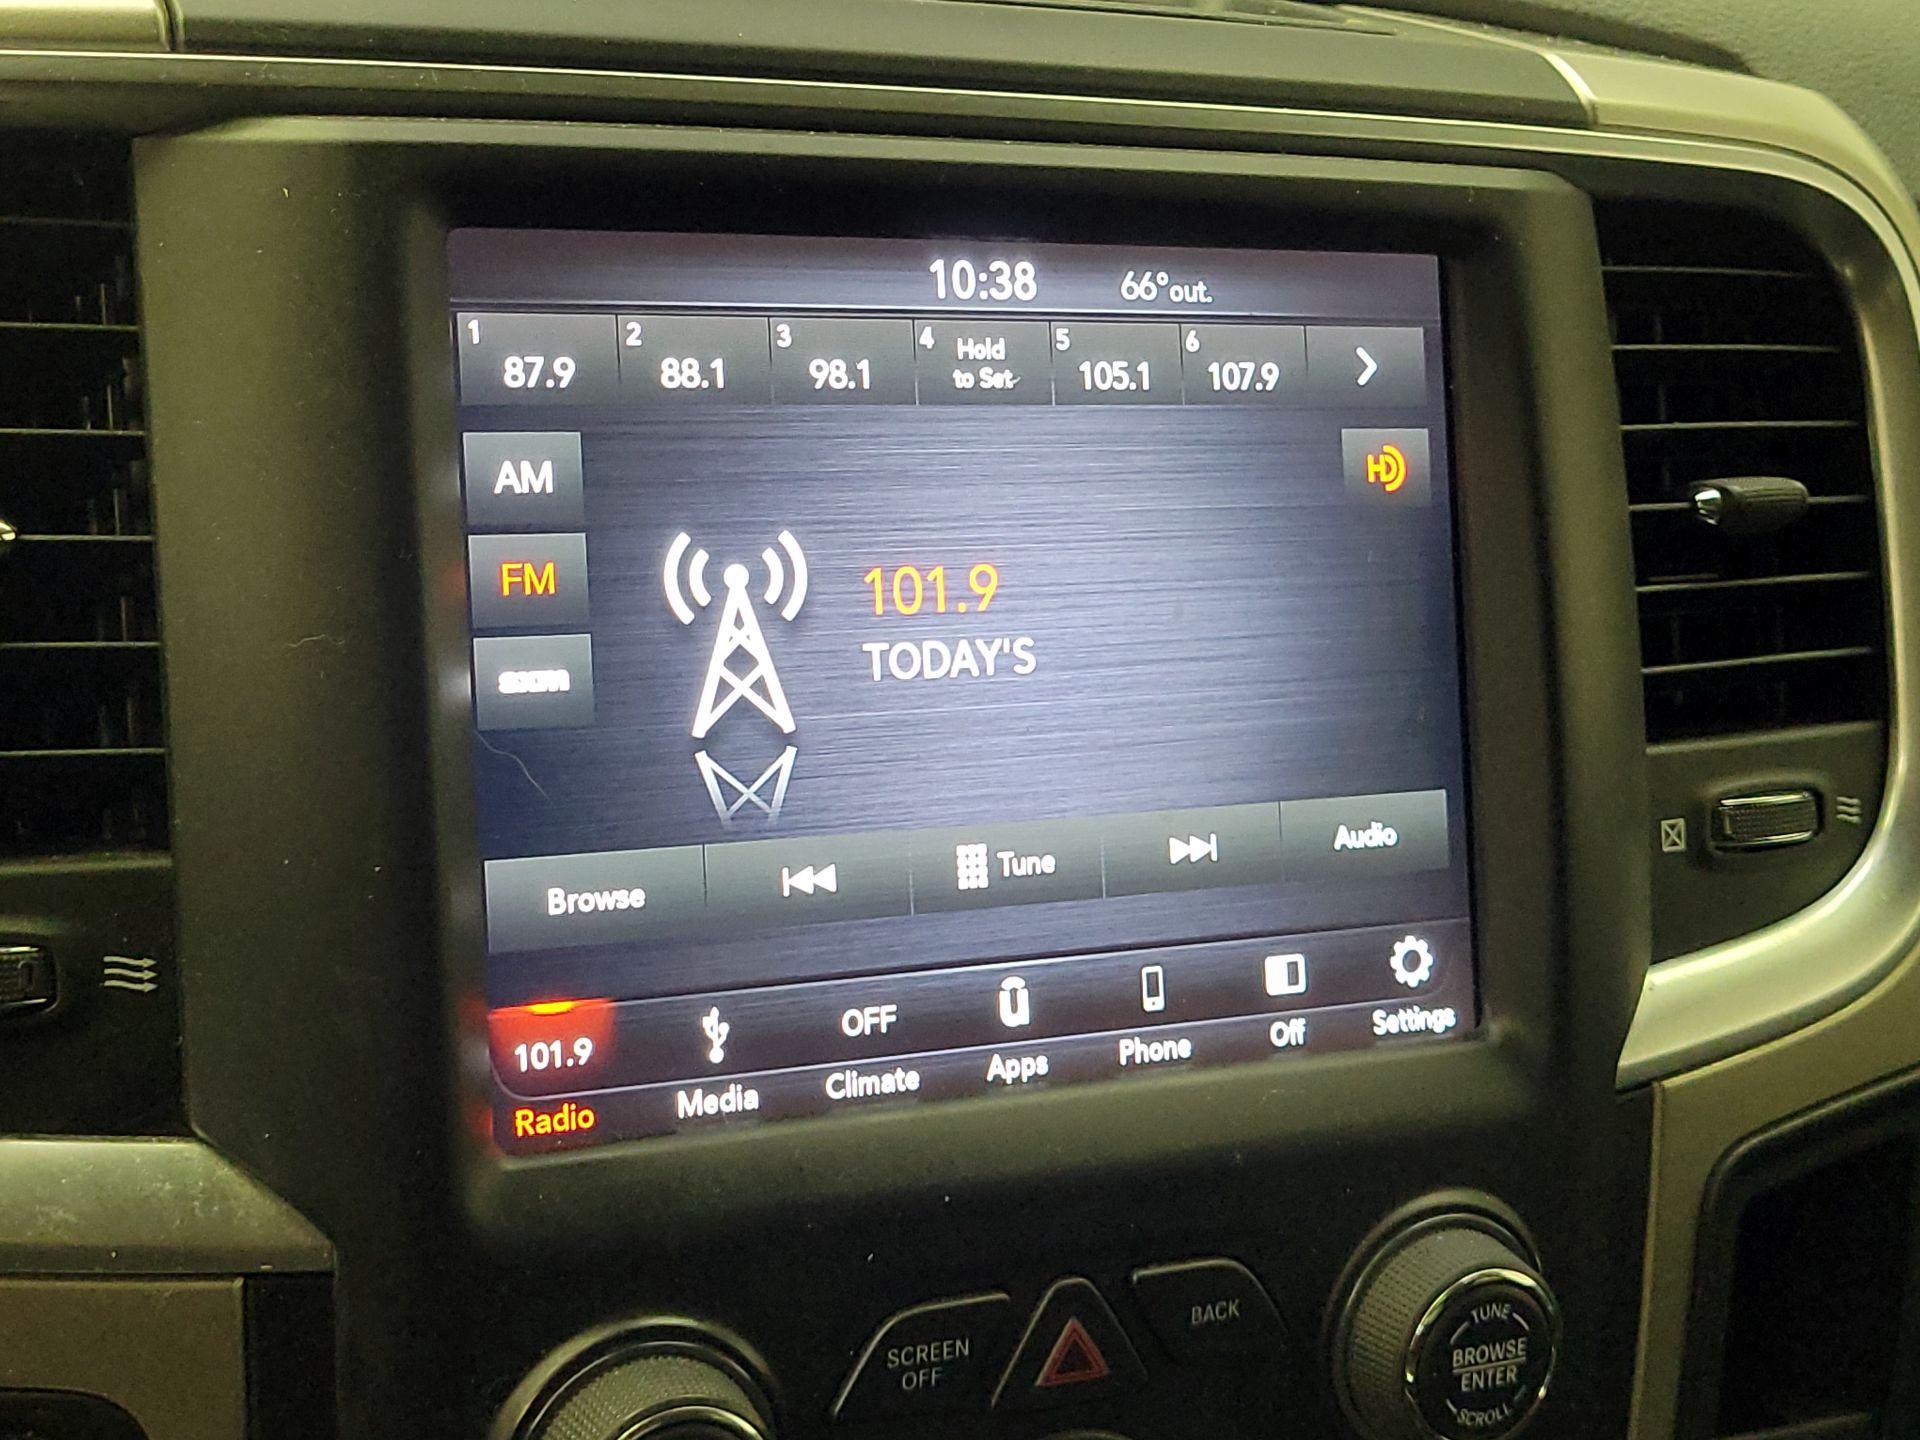 10:38 66°out.
1 87.9
2 88.1
3 98.1
4 Hold
to Set
5 105.1
6 107.9
AM
HD
FM
101.9
TODAY'S
sxm
Browse Tune Audio
101.9 OFF
Radio Media Climate Apps Phone Off Settings
SCREEN
OFF
BACK
TUNE
BROWSE
ENTER
SCROLL